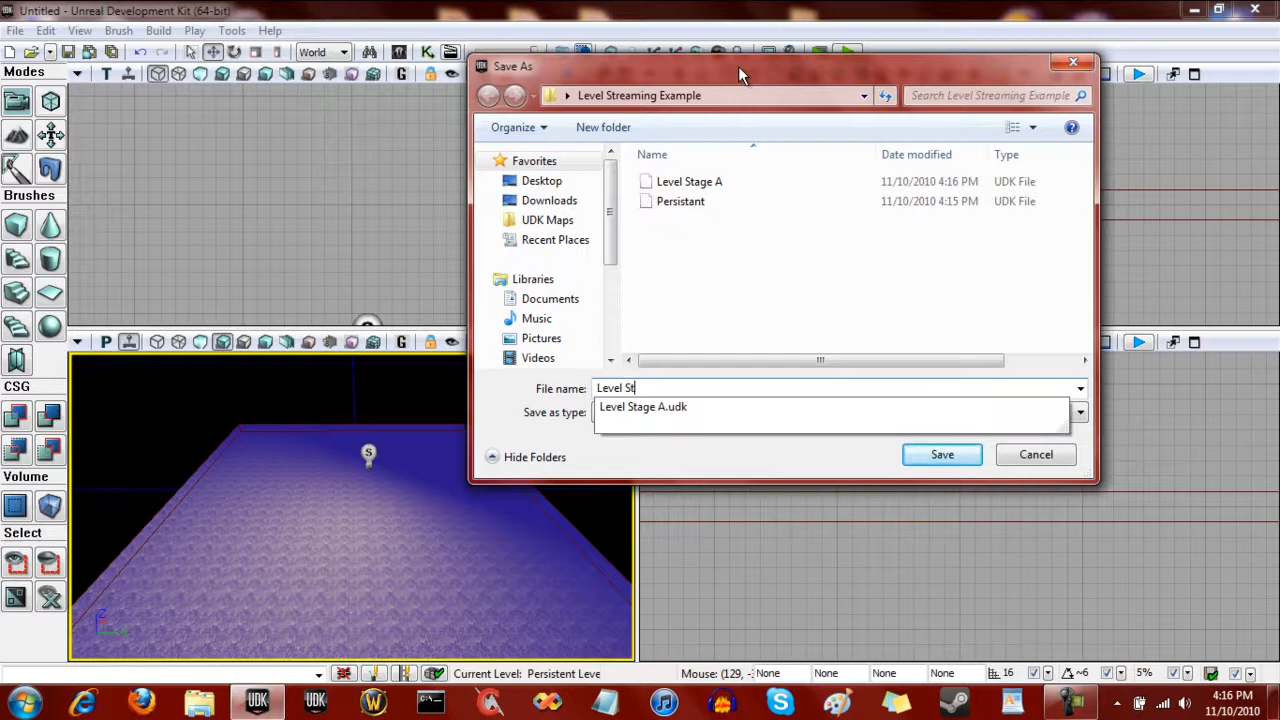 Untitled - Unreal Development Kit (64-bit)
File Edit View Brush Build Play Tools Help
World
Modes
Brushes
CSG
Volume
Select
G
P
G
S
Z
Save As
Level Streaming Example
Search Level Streaming Example
Organize
New folder
Favorites
Desktop
Downloads
UDK Maps
Recent Places
Libraries
Documents
Music
Pictures
Videos
Name Date modified Type
Level Stage A 11/10/2010 4:16 PM UDK File
Persistant 11/10/2010 4:15 PM UDK File
File name: Level St
Level Stage A.udk
Save as type:
Hide Folders
Save
Cancel
Current Level: Persistent Leve
Mouse: (129, -
None None None None 16 ~6 5%
UDK UDK
4:16 PM
11/10/2010